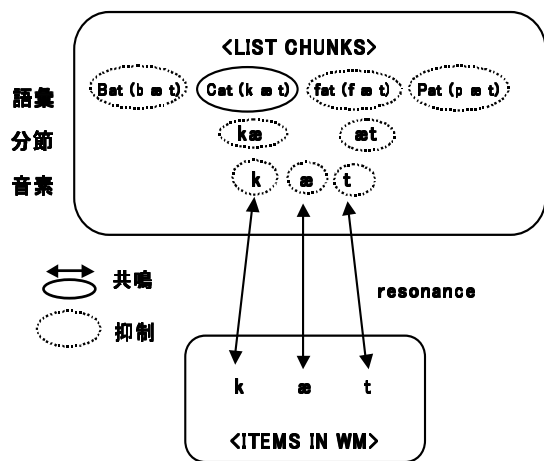 <LIST CHUNKS>
語彙 Bat (b æ t) Cat (k æ t) fat (f æ t) Pat (p æ t)
分節 kæ æt
音素 k æ t
共鳴 resonance
抑制
k æ t
<ITEMS IN WM>